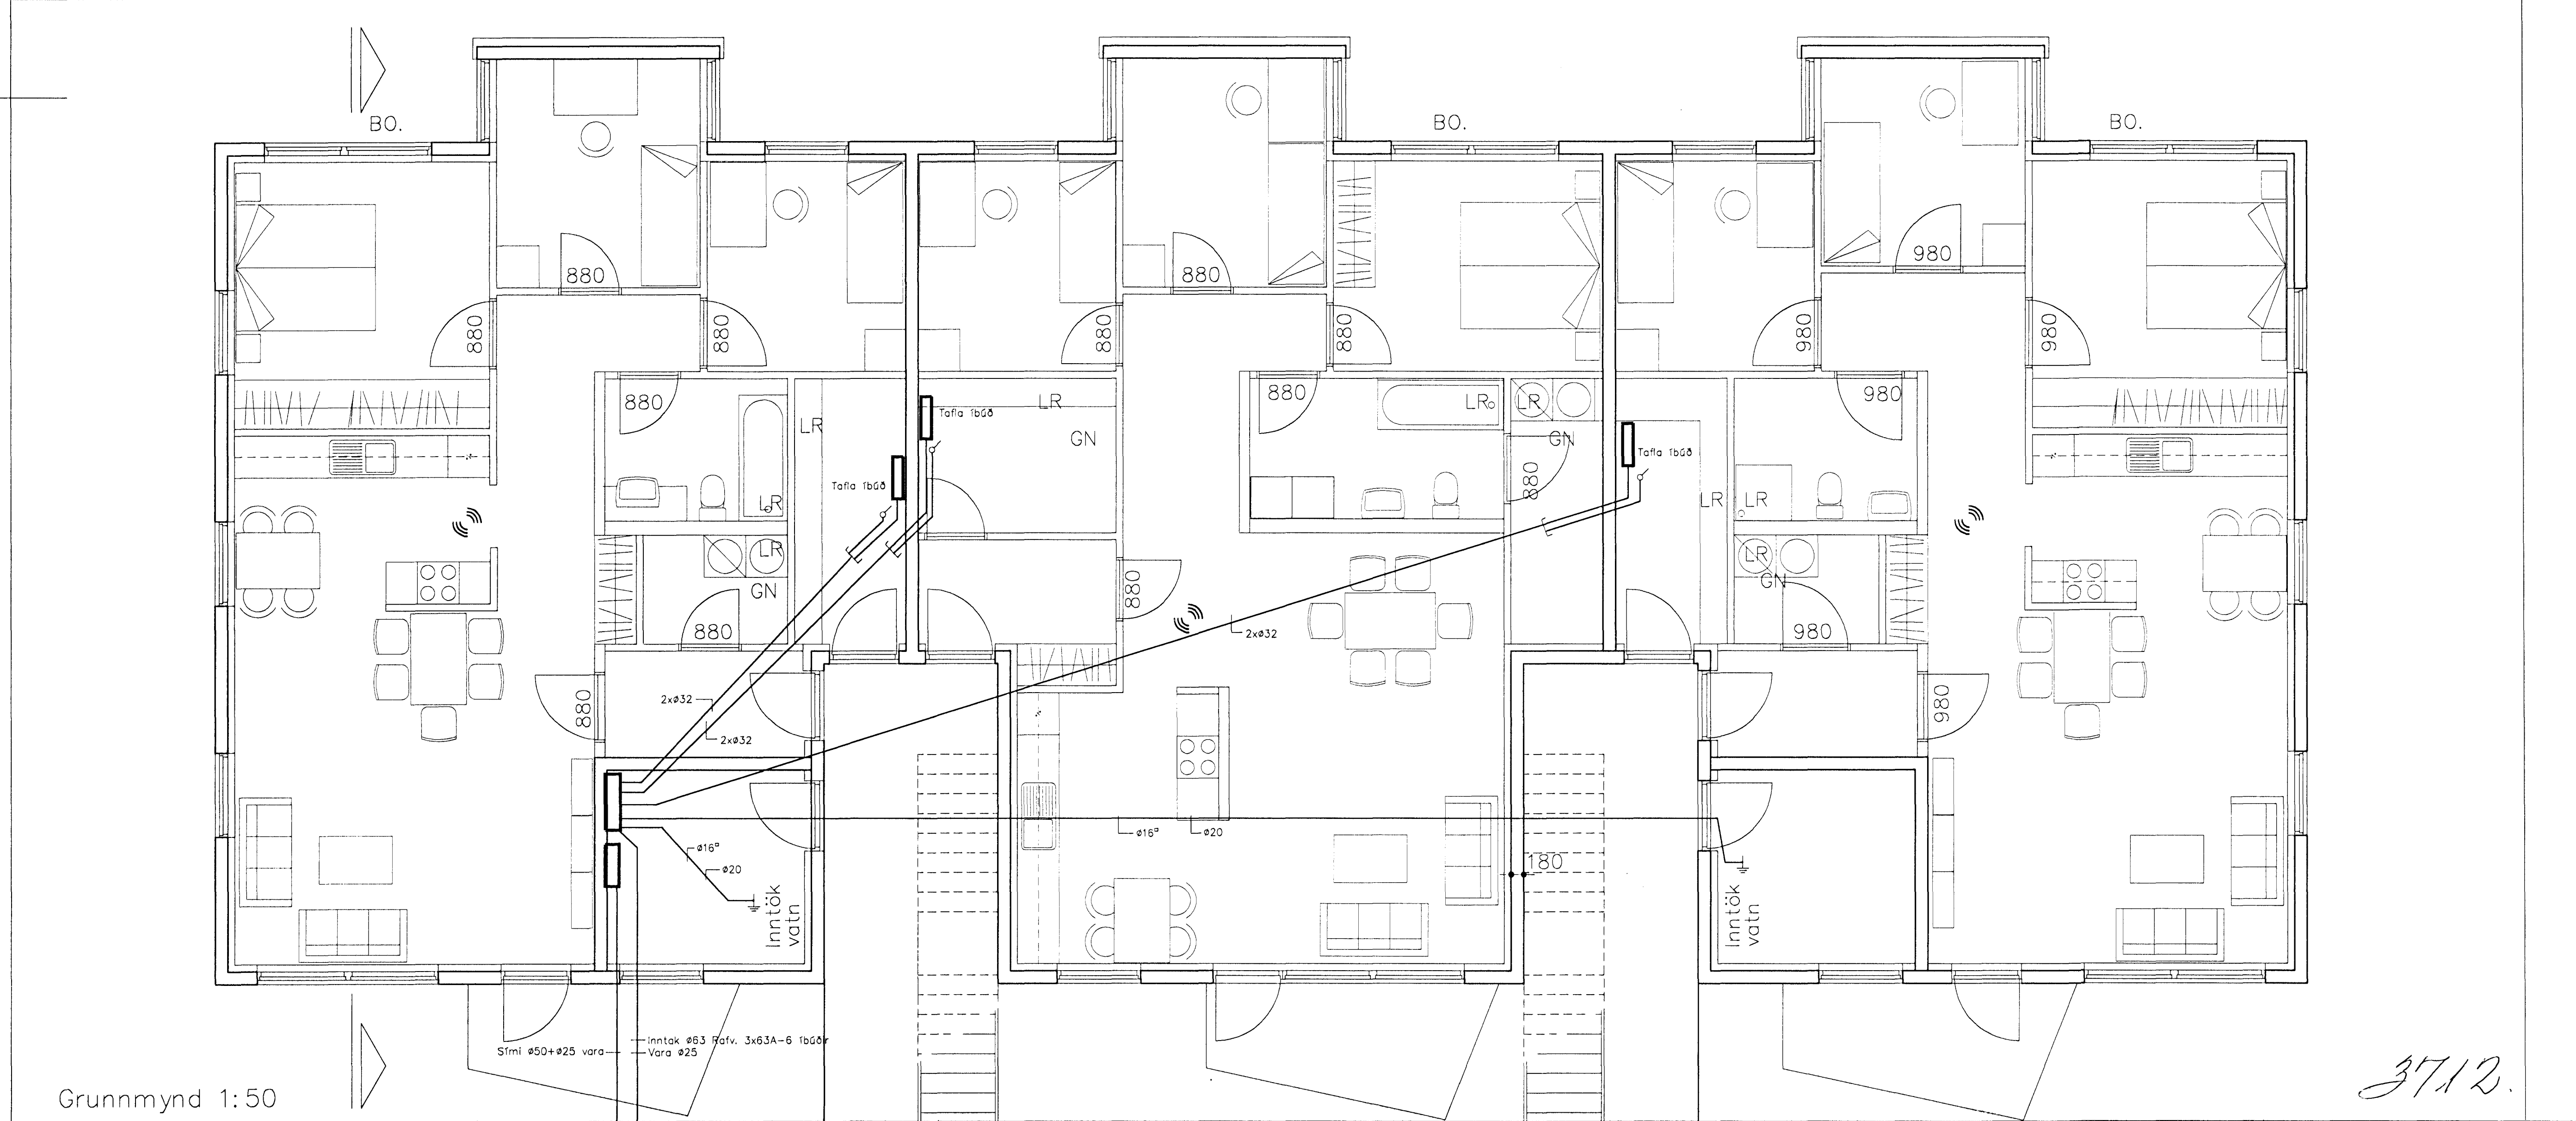 BO.
BO.
BO.
880
880
980
880
880
880
880
980
980
880
880
980
LR
LR
LR
LR
Tafla íbúð
LR
GN
GN
Tafla íbúð
Tafla íbúð
880
LR
LR
LR
LR
LR
GN
GN
880
880
980
2xø32
2xø32
2xø32
880
980
ø16▫
ø20
ø16▫
ø20
180
Inntök
vatn
Inntök
vatn
Inntak ø63 Rafv. 3x63A-6 íbúðir
Sími ø50+ø25 vara
Vara ø25
Grunnmynd 1:50
3712.